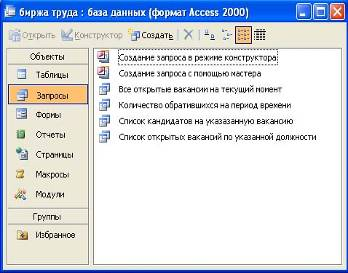 биржа труда : база данных (формат Access 2000)
Открыть Конструктор Создать
Объекты
Таблицы
Запросы
Формы
Отчеты
Страницы
Макросы
Модули
Группы
Избранное
Создание запроса в режиме конструктора
Создание запроса с помощью мастера
Все открытые вакансии на текущий момент
Количество обратившихся на период времени
Список кандидатов на указазанную вакансию
Список открытых вакансий по указанной должности